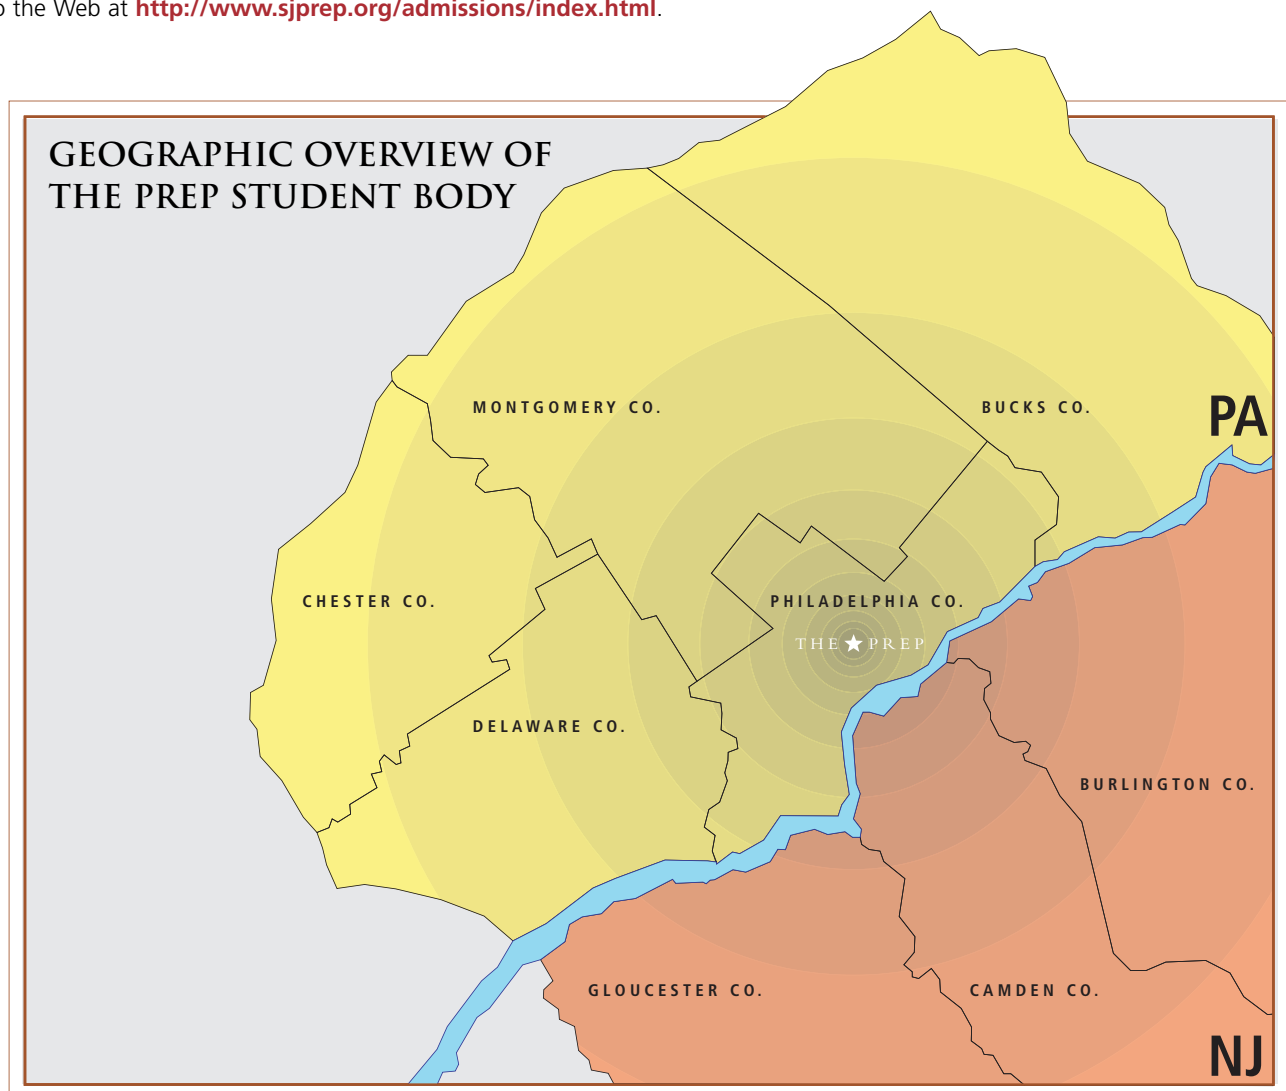 o the Web at http://www.sjprep.org/admissions/index.html.
GEOGRAPHIC OVERVIEW OF
THE PREP STUDENT BODY
MONTGOMERY CO.
BUCKS CO.
PA
CHESTER CO.
PHILADELPHIA CO.
THE PREP
DELAWARE CO.
BURLINGTON CO.
GLOUCESTER CO.
CAMDEN CO.
NJ